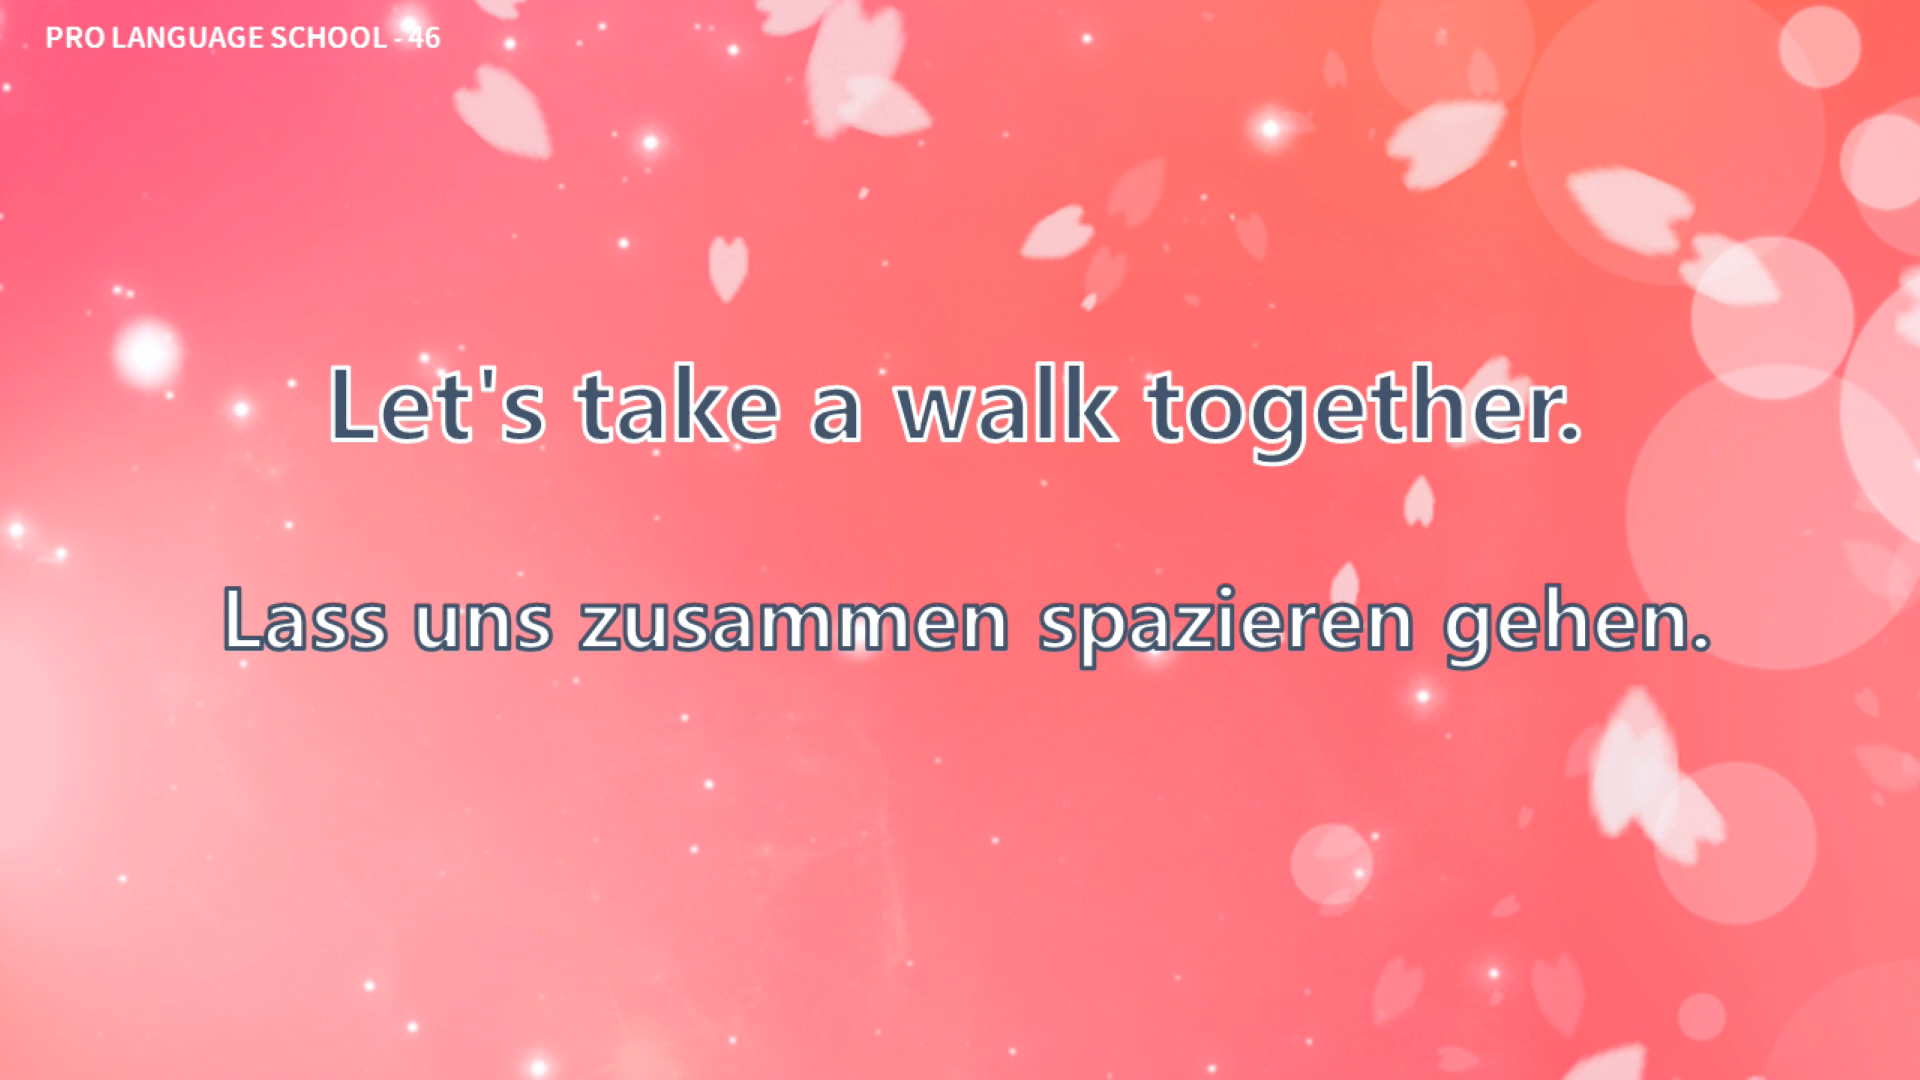 PRO LANGUAGE SCHOOL - 46
Let's take a walk together.
Lass uns zusammen spazieren gehen.